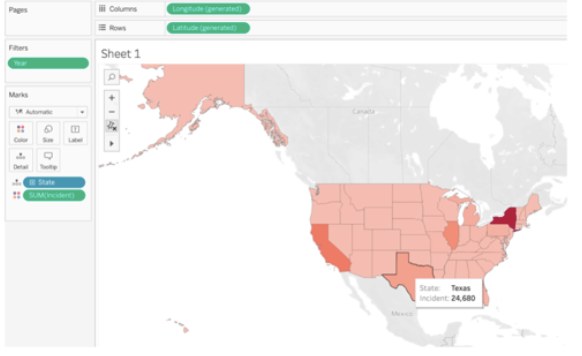 Pages
Columns
Longitude (generated)
Rows
Latitude (generated)
Filters
Year
Sheet 1
Marks
Automatic
Color
Size
Label
Detail
Tooltip
State
SUM(Incident)
Canada
State: Texas
Incident: 24,680
Mexico